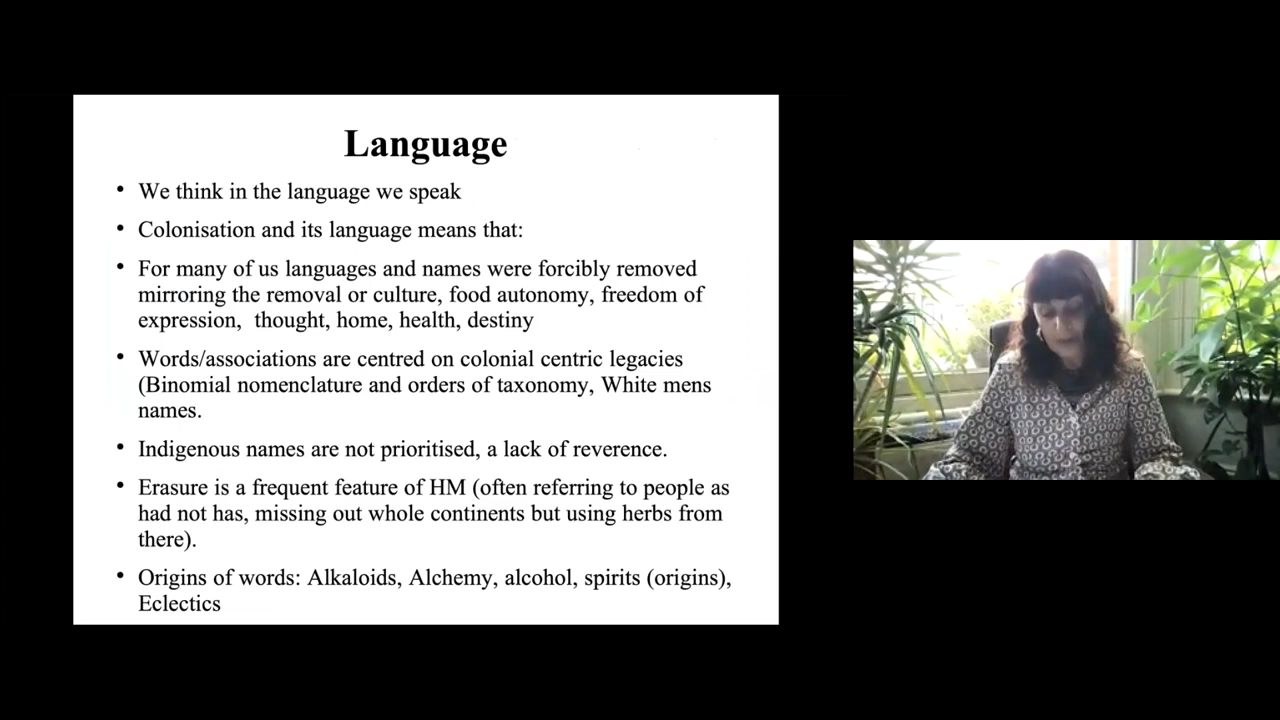 Language
• We think in the language we speak
• Colonisation and its language means that:
• For many of us languages and names were forcibly removed
mirroring the removal or culture, food autonomy, freedom of
expression,  thought, home, health, destiny
• Words/associations are centred on colonial centric legacies
(Binomial nomenclature and orders of taxonomy, White mens
names.
• Indigenous names are not prioritised, a lack of reverence.
• Erasure is a frequent feature of HM (often referring to people as
had not has, missing out whole continents but using herbs from
there).
• Origins of words: Alkaloids, Alchemy, alcohol, spirits (origins),
Eclectics